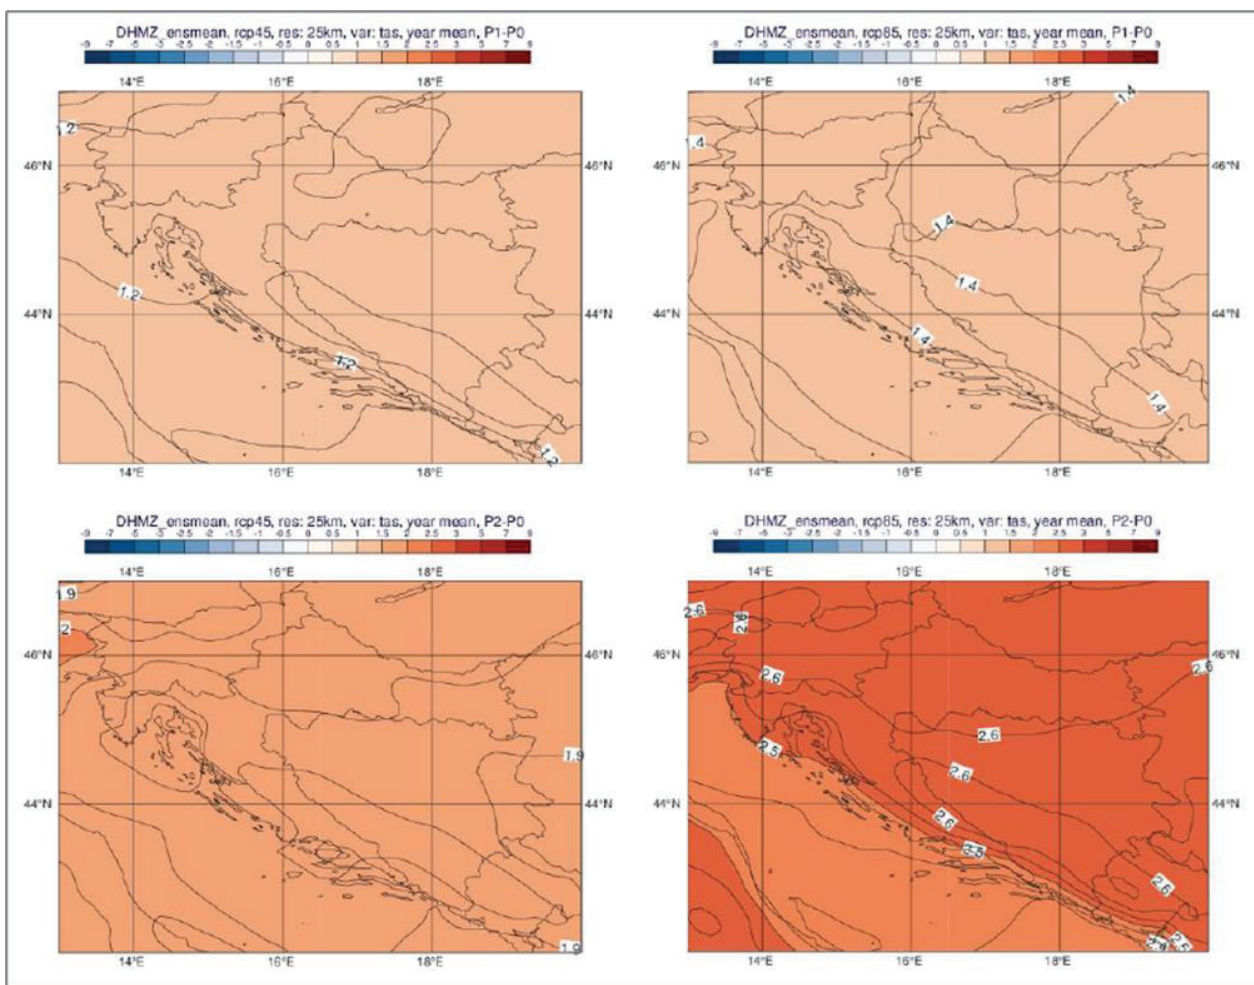 DHMZ_ensmean, rcp45, res: 25km, var: tas, year mean, P1-P0
-9 -5 -3 -2.5 -2 -1.5 -1 -0.5 0 0.5 1 1.5 2 2.5 3 5 7 9
14°E 16°E 18°E
1.2
46°N 46°N
1.2
44°N 44°N
1.2
1.2
14°E 16°E 18°E
DHMZ_ensmean, rcp85, res: 25km, var: tas, year mean, P1-P0
-9 -5 -3 -2.5 -2 -1.5 -1 -0.5 0 0.5 1 1.5 2 2.5 3 5 7 9
14°E 16°E 18°E
1.4
1.4
46°N
1.4
1.4
44°N
1.4
1.4
14°E 16°E 18°E
DHMZ_ensmean, rcp45, res: 25km, var: tas, year mean, P2-P0
-9 -5 -3 -2.5 -2 -1.5 -1 -0.5 0 0.5 1 1.5 2 2.5 3 5 7 9
14°E 16°E 18°E
1.9
2
46°N 46°N
1.9
44°N 44°N
1.9
14°E 16°E 18°E
DHMZ_ensmean, rcp85, res: 25km, var: tas, year mean, P2-P0
-9 -5 -3 -2.5 -2 -1.5 -1 -0.5 0 0.5 1 1.5 2 2.5 3 5 7 9
14°E 16°E 18°E
2.6
2.6
46°N
2.6 2.6
2.5 2.6
2.6
44°N
2.6
2.5
2.6
2.4 2.5
14°E 16°E 18°E